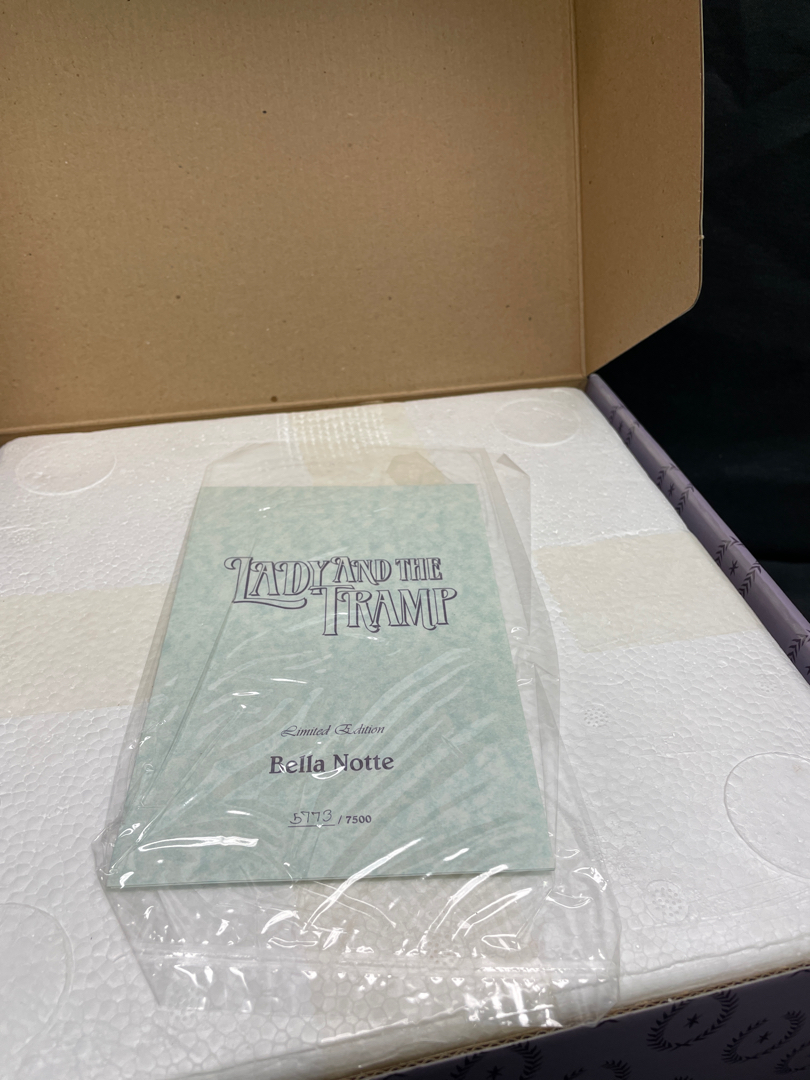 LADY AND THE
TRAMP
Limited Edition
Bella Notte
5773 / 7500